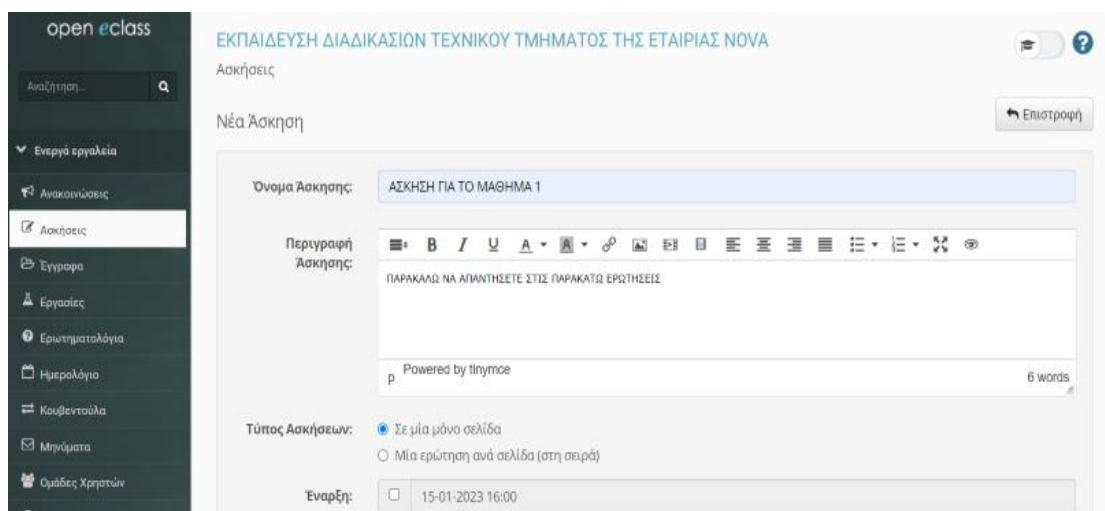 open eclass
Αναζήτηση...
Ενεργά εργαλεία
Ανακοινώσεις
Ασκήσεις
Έγγραφα
Εργασίες
Ερωτηματολόγια
Ημερολόγιο
Κουβεντούλα
Μηνύματα
Ομάδες Χρηστών
ΕΚΠΑΙΔΕΥΣΗ ΔΙΑΔΙΚΑΣΙΩΝ ΤΕΧΝΙΚΟΥ ΤΜΗΜΑΤΟΣ ΤΗΣ ΕΤΑΙΡΙΑΣ NOVA
Ασκήσεις
Νέα Άσκηση
Επιστροφή
Όνομα Άσκησης:
ΑΣΚΗΣΗ ΓΙΑ ΤΟ ΜΑΘΗΜΑ 1
Περιγραφή
Άσκησης:
ΠΑΡΑΚΑΛΩ ΝΑ ΑΠΑΝΤΗΣΕΤΕ ΣΤΙΣ ΠΑΡΑΚΑΤΩ ΕΡΩΤΗΣΕΙΣ
p Powered by tinymce 6 words
Τύπος Ασκήσεων:
Σε μία μόνο σελίδα
Μία ερώτηση ανά σελίδα (στη σειρά)
Έναρξη:
15-01-2023 16:00